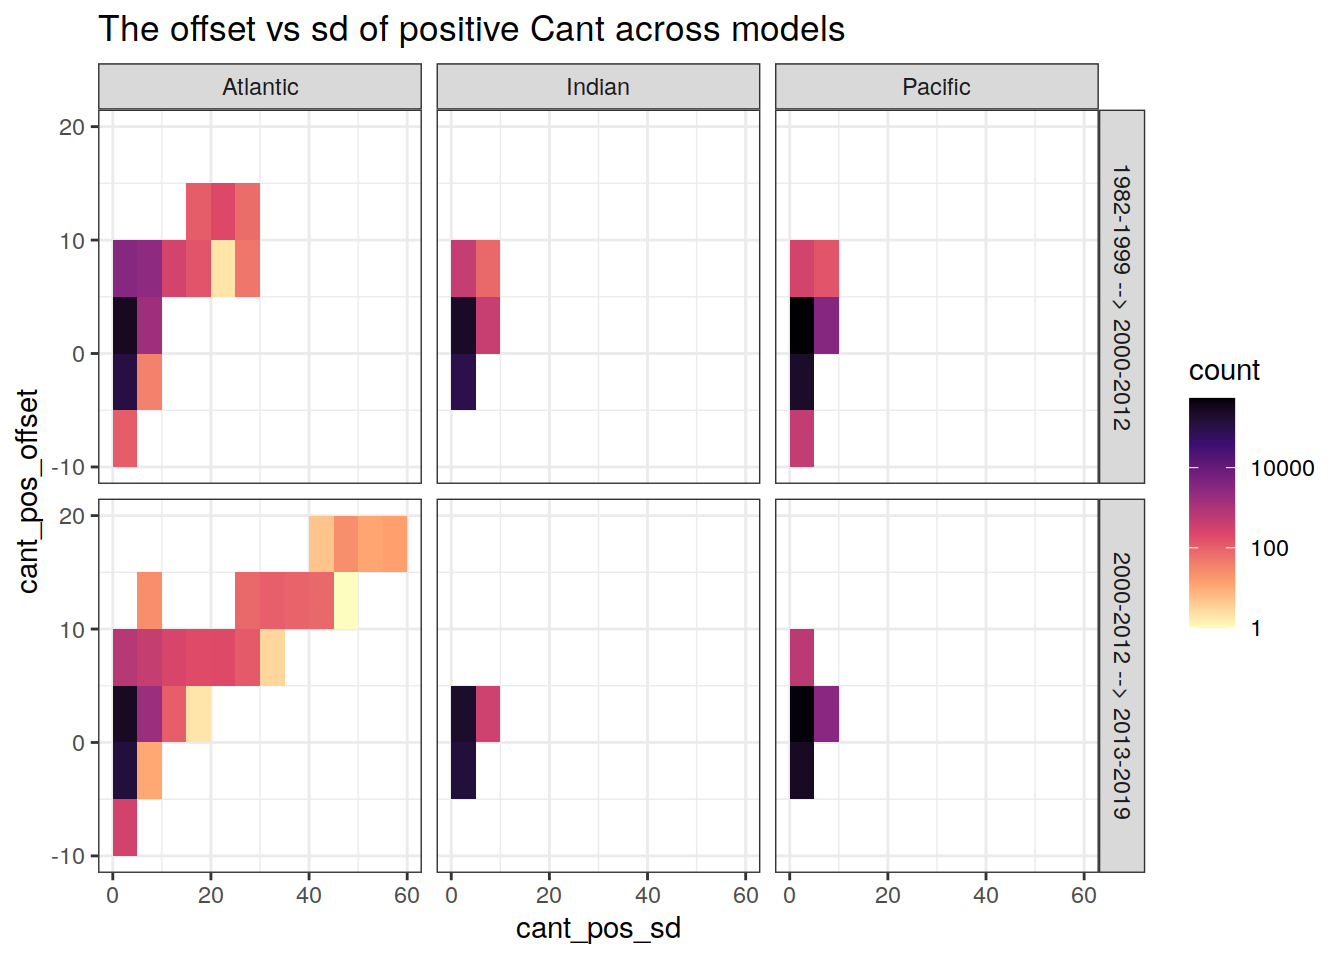 The offset vs sd of positive Cant across models
Atlantic
Indian
Pacific
20
10
0
-10
1982-1999 --> 2000-2012
20
10
0
-10
2000-2012 --> 2013-2019
0
20
40
60
0
20
40
60
0
20
40
60
cant_pos_sd
cant_pos_offset
count
10000
100
1